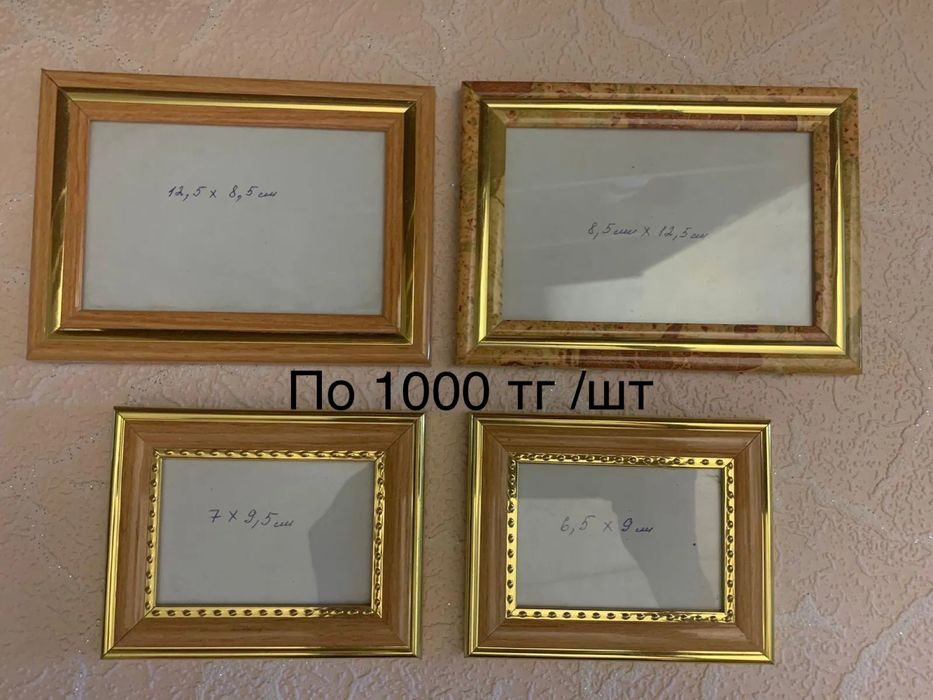 12,5 x 8,5 см
8,5 см x 12,5 см
По 1000 тг /шт
7 x 9,5 см
6,5 x 9 см